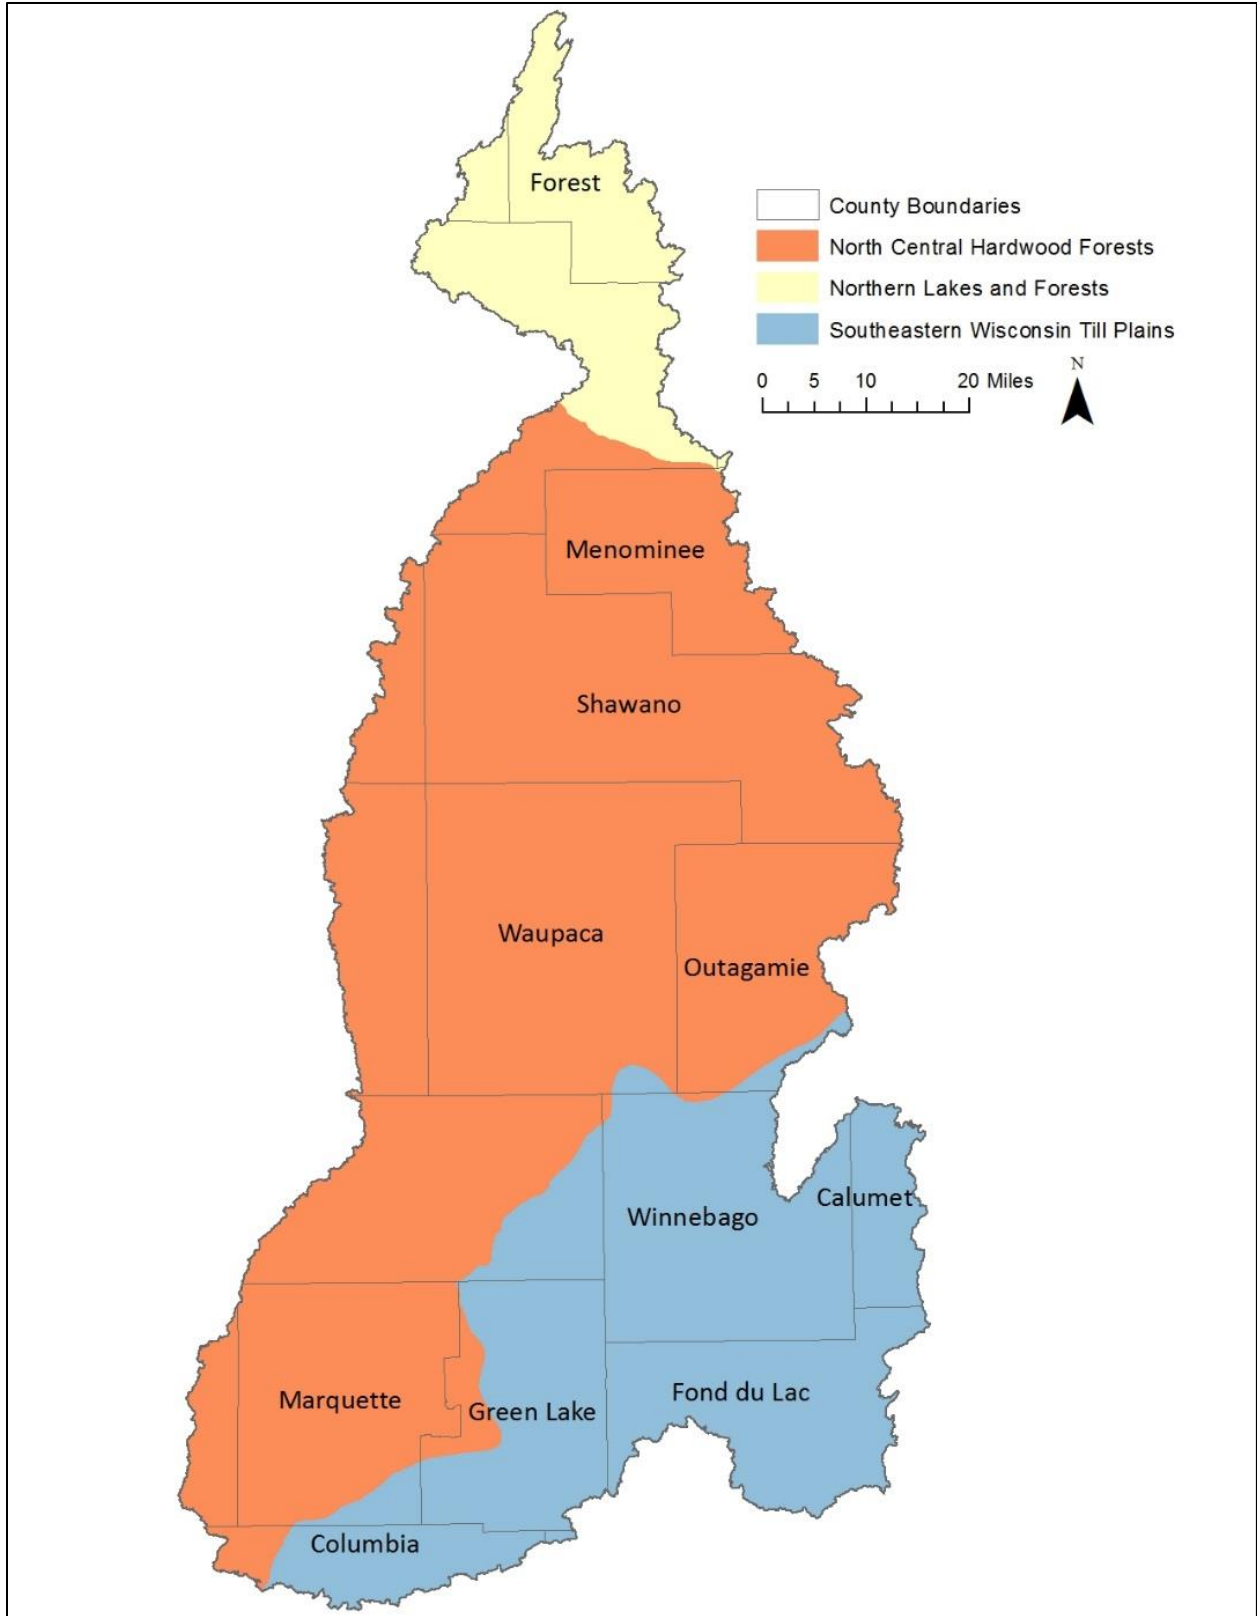 Forest
County Boundaries
North Central Hardwood Forests
Northern Lakes and Forests
Southeastern Wisconsin Till Plains
N
0 5 10 20 Miles
Menominee
Shawano
Waupaca
Outagamie
Calumet
Winnebago
Fond du Lac
Marquette
Green Lake
Columbia